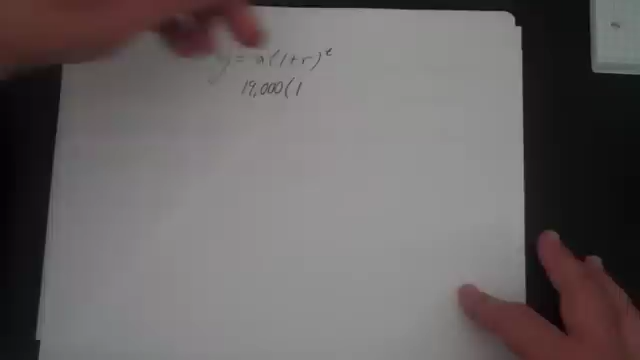 y = a(1+r)^t
19,000(1